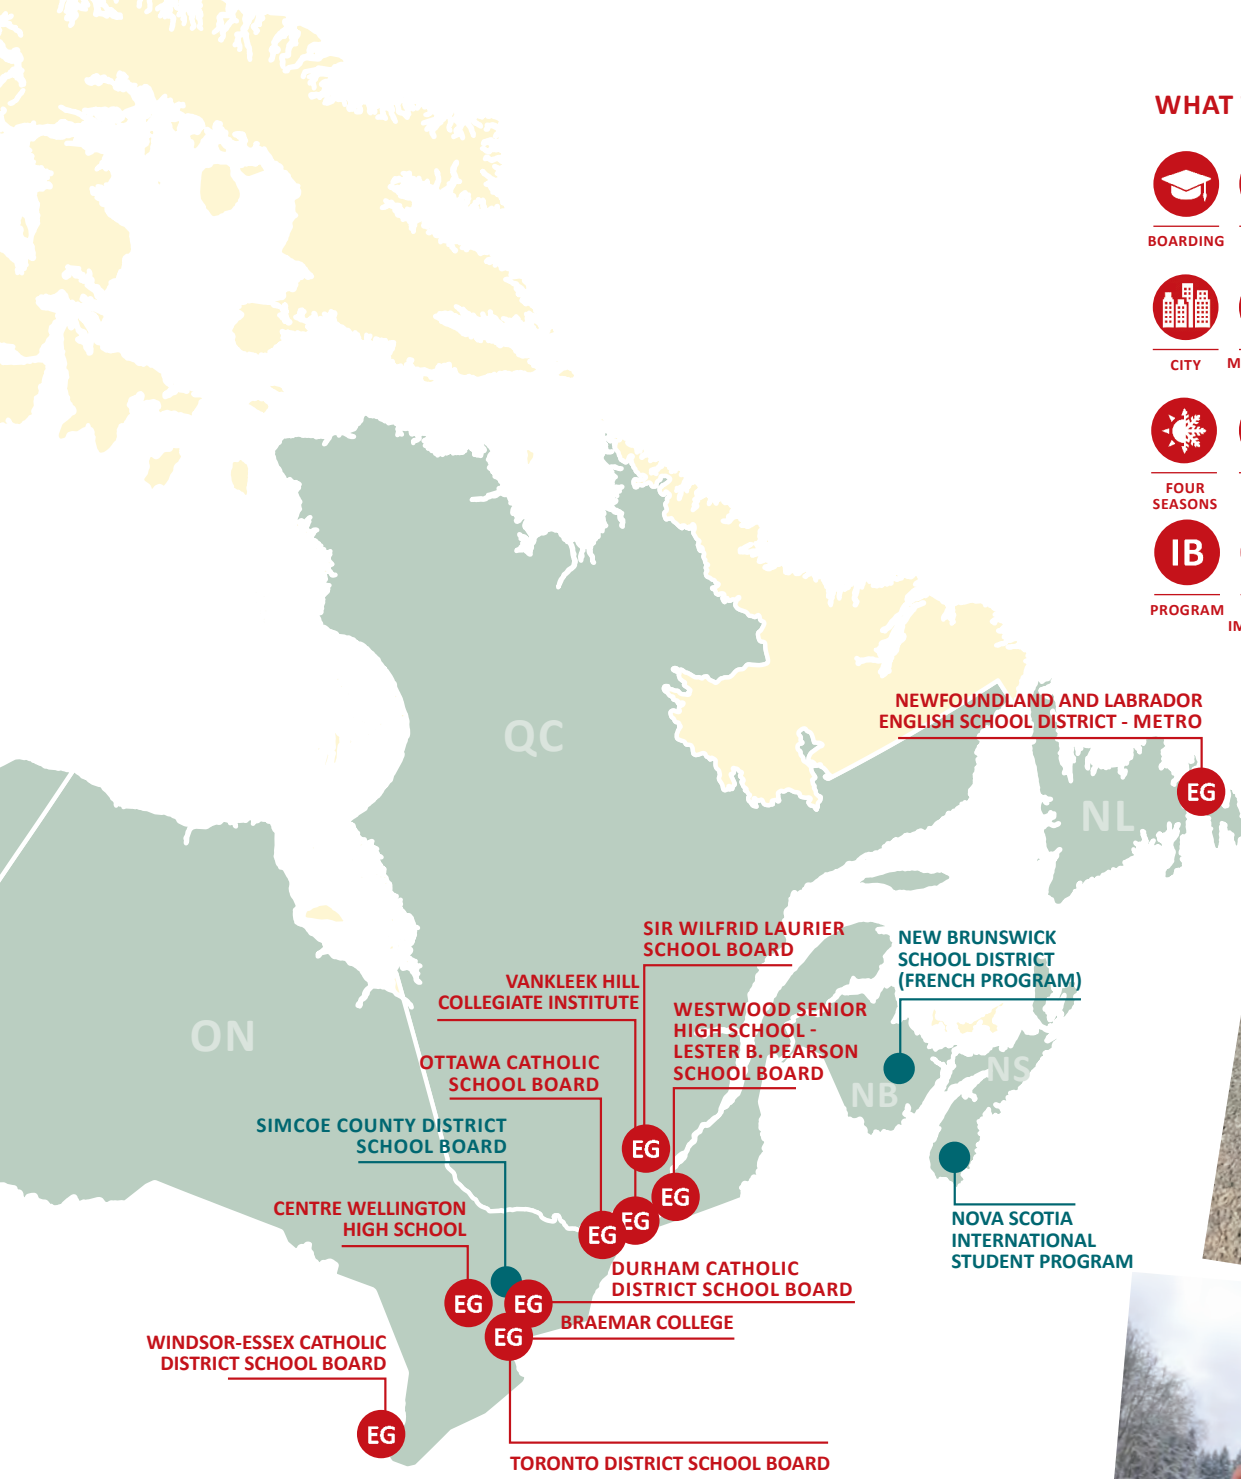 WHAT
BOARDING
CITY
FOUR
SEASONS
IB
PROGRAM
NEWFOUNDLAND AND LABRADOR
ENGLISH SCHOOL DISTRICT - METRO
EG
QC
NL
SIR WILFRID LAURIER
SCHOOL BOARD
NEW BRUNSWICK
SCHOOL DISTRICT
(FRENCH PROGRAM)
VANKLEEK HILL
COLLEGIATE INSTITUTE
WESTWOOD SENIOR
HIGH SCHOOL -
LESTER B. PEARSON
SCHOOL BOARD
ON
OTTAWA CATHOLIC
SCHOOL BOARD
NS
NB
SIMCOE COUNTY DISTRICT
SCHOOL BOARD
EG
EG
EG
EG
CENTRE WELLINGTON
HIGH SCHOOL
NOVA SCOTIA
INTERNATIONAL
STUDENT PROGRAM
DURHAM CATHOLIC
DISTRICT SCHOOL BOARD
EG
EG
BRAEMAR COLLEGE
EG
WINDSOR-ESSEX CATHOLIC
DISTRICT SCHOOL BOARD
EG
TORONTO DISTRICT SCHOOL BOARD